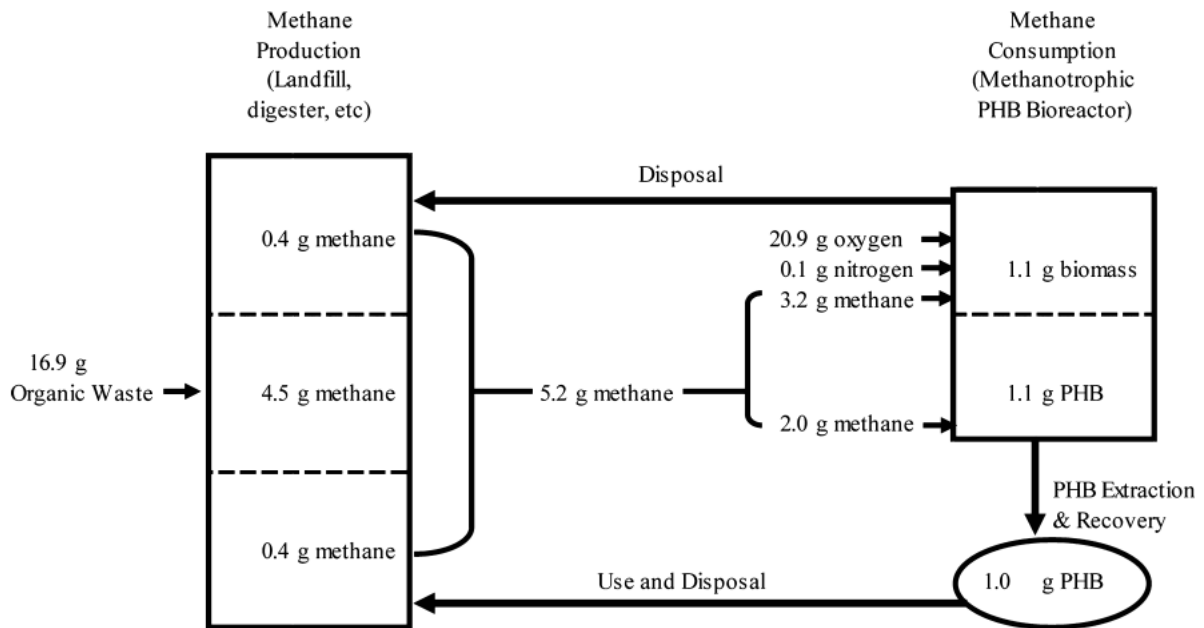 Methane
Production
(Landfill,
digester, etc)
Methane
Consumption
(Methanotrophic
PHB Bioreactor)
Disposal
0.4 g methane
20.9 g oxygen
0.1 g nitrogen
3.2 g methane
1.1 g biomass
16.9 g
Organic Waste
4.5 g methane
5.2 g methane
1.1 g PHB
2.0 g methane
PHB Extraction
& Recovery
0.4 g methane
Use and Disposal
1.0 g PHB